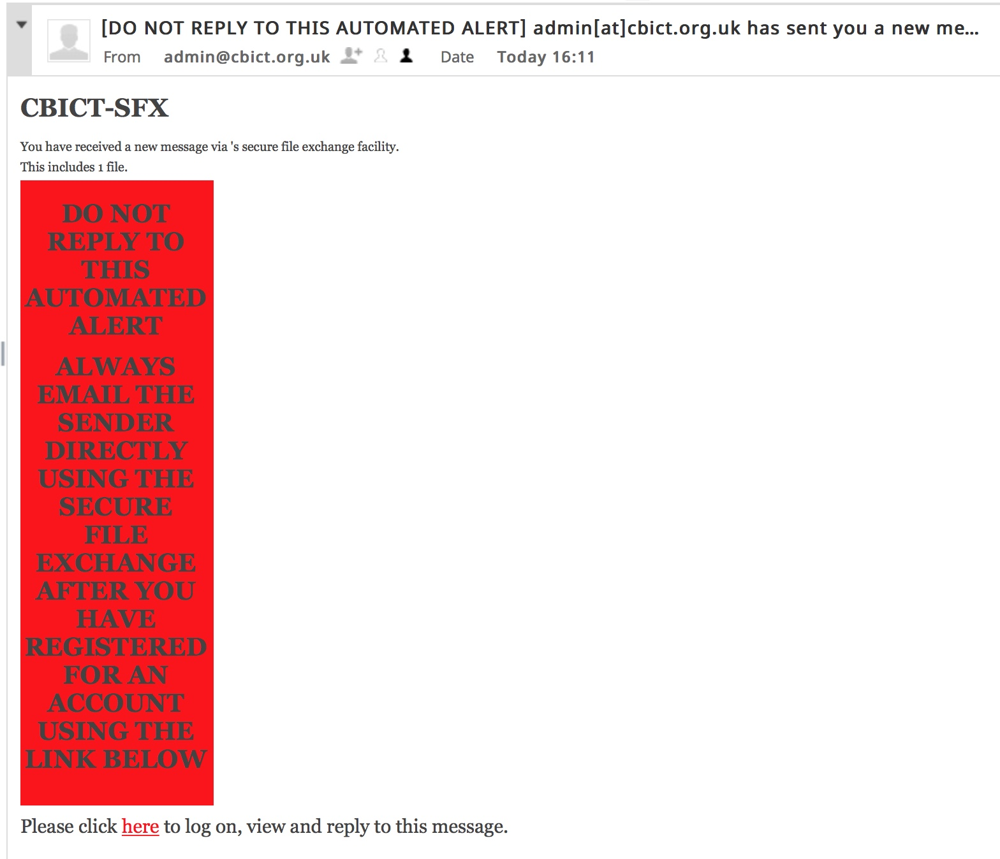 [DO NOT REPLY TO THIS AUTOMATED ALERT] admin[at]cbict.org.uk has sent you a new me...
From admin@cbict.org.uk Date Today 16:11
CBICT-SFX
You have received a new message via 's secure file exchange facility.
This includes 1 file.
DO NOT
REPLY TO
THIS
AUTOMATED
ALERT
ALWAYS
EMAIL THE
SENDER
DIRECTLY
USING THE
SECURE
FILE
EXCHANGE
AFTER YOU
HAVE
REGISTERED
FOR AN
ACCOUNT
USING THE
LINK BELOW
Please click here to log on, view and reply to this message.